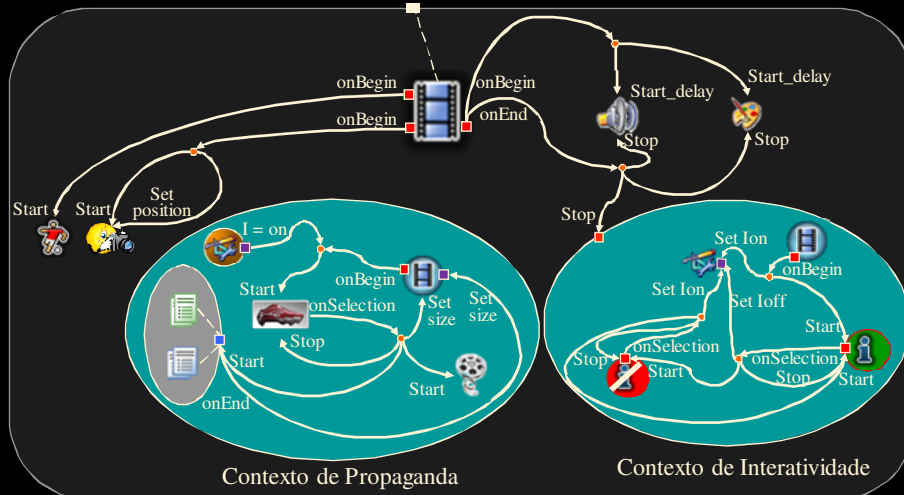 onBegin
onBegin
onEnd
onBegin
Start_delay
Start_delay
Stop
Stop
Start
Start
Set
position
Stop
I = on
onBegin
Start
onSelection
Set
size
Set
size
Stop
Start
Start
onEnd
Set Ion
onBegin
Set Ion
Set Ioff
Start
Stop
onSelection
Start
onSelection
Stop
Start
Contexto de Propaganda
Contexto de Interatividade